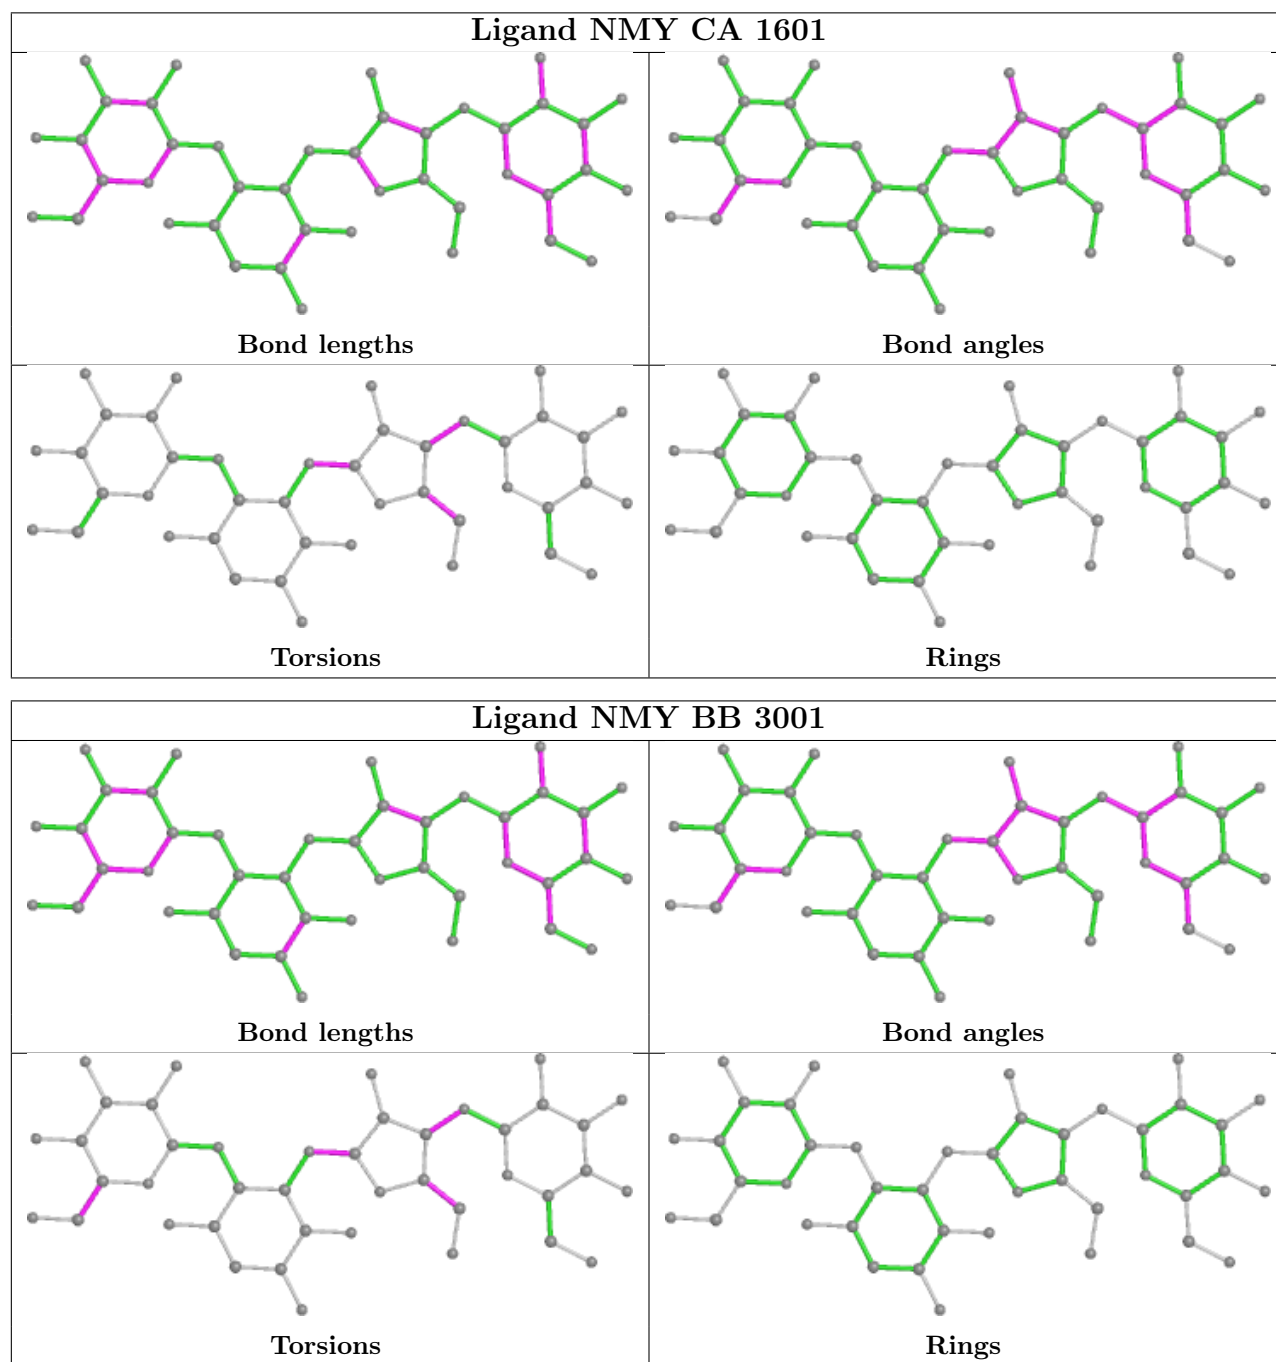 Ligand NMY CA 1601
Bond lengths
Bond angles
Torsions
Rings
Ligand NMY BB 3001
Bond lengths
Bond angles
Torsions
Rings